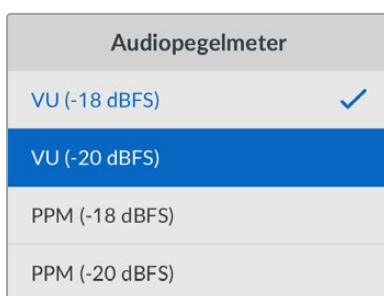 Audiopegelmeter
VU (-18 dBFS)
VU (-20 dBFS)
PPM (-18 dBFS)
PPM (-20 dBFS)